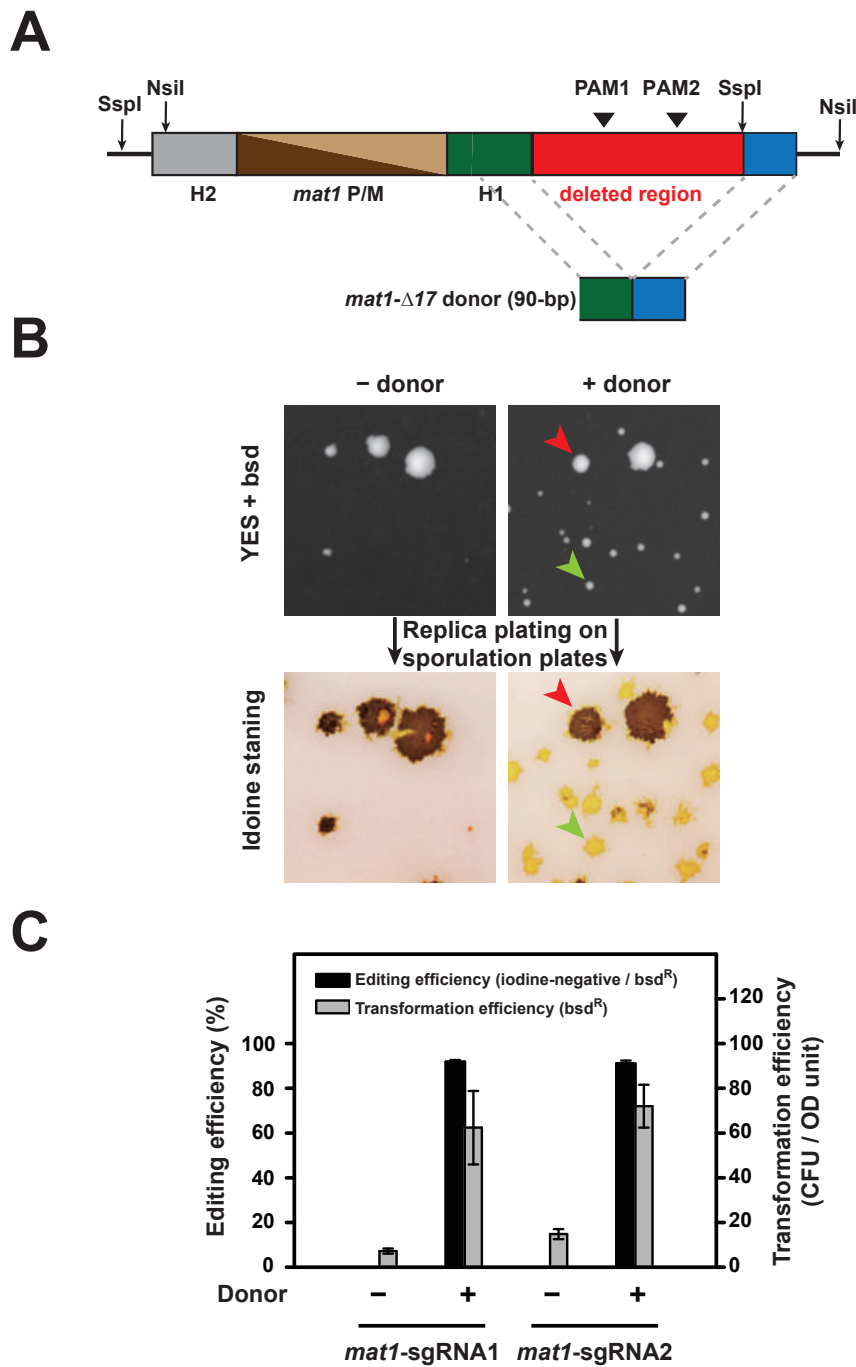 A
SspI
NsiI
PAM1
PAM2
SspI
NsiI
H2
mat1 P/M
H1
deleted region
mat1-Δ17 donor (90-bp)
B
− donor
+ donor
YES + bsd
Replica plating on
sporulation plates
Idoine staning
C
Editing efficiency (iodine-negative / bsdR)
Transformation efficiency (bsdR)
Editing efficiency (%)
100
80
60
40
20
0
120
100
80
60
40
20
0
Transformation efficiency
(CFU / OD unit)
Donor − + − +
mat1-sgRNA1 mat1-sgRNA2